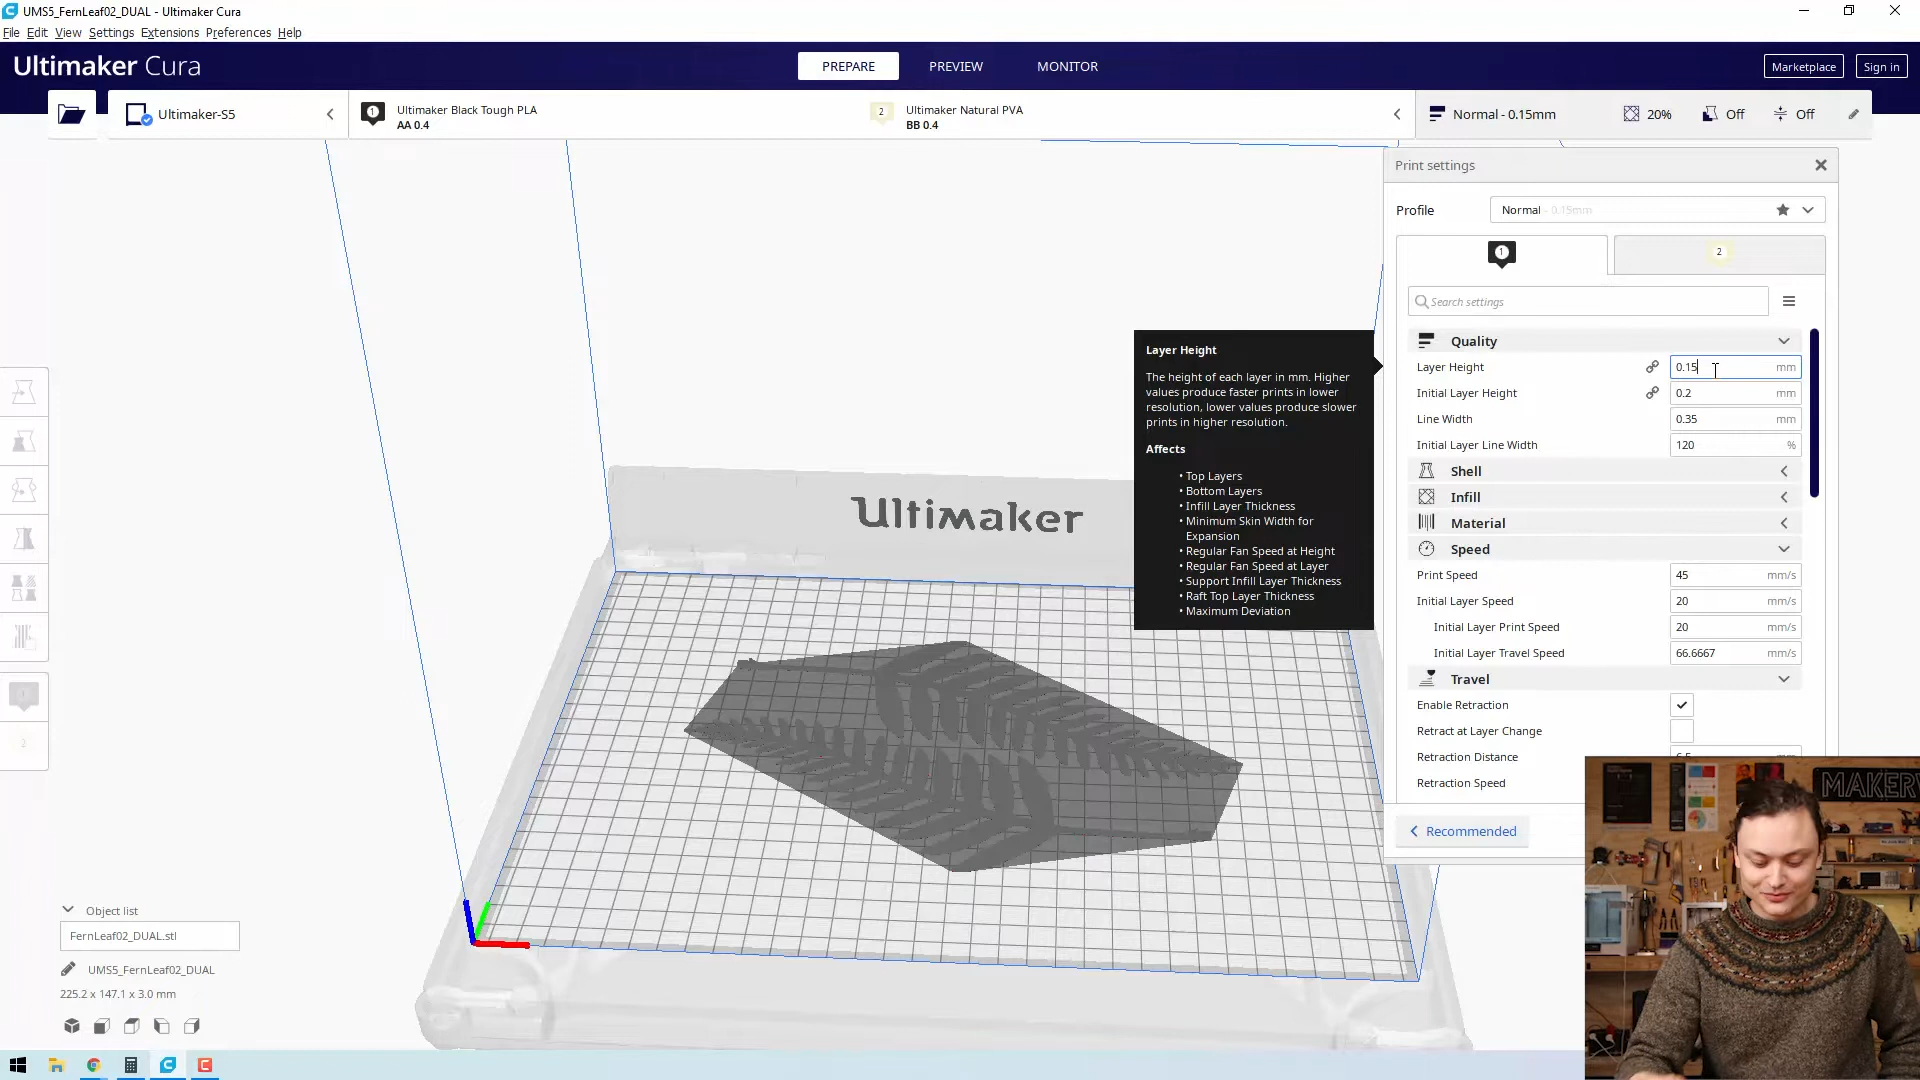 UMS5_FernLeaf02_DUAL - Ultimaker Cura
File Edit View Settings Extensions Preferences Help
Ultimaker Cura
PREPARE
PREVIEW
MONITOR
Marketplace
Sign in
Ultimaker-S5
1
Ultimaker Black Tough PLA
AA 0.4
2
Ultimaker Natural PVA
BB 0.4
Normal - 0.15mm
20%
Off
Off
Print settings
Profile
Normal - 0.15mm
1
2
Search settings
Quality
Layer Height
0.15 mm
Initial Layer Height
0.2 mm
Line Width
0.35 mm
Initial Layer Line Width
120 %
Shell
Infill
Material
Speed
Print Speed
45 mm/s
Initial Layer Speed
20 mm/s
Initial Layer Print Speed
20 mm/s
Initial Layer Travel Speed
66.6667 mm/s
Travel
Enable Retraction
Retract at Layer Change
Retraction Distance
6.5 mm
Retraction Speed
Recommended
Layer Height
The height of each layer in mm. Higher
values produce faster prints in lower
resolution, lower values produce slower
prints in higher resolution.
Affects
• Top Layers
• Bottom Layers
• Infill Layer Thickness
• Minimum Skin Width for
Expansion
• Regular Fan Speed at Height
• Regular Fan Speed at Layer
• Support Infill Layer Thickness
• Raft Top Layer Thickness
• Maximum Deviation
Ultimaker
1
2
Object list
FernLeaf02_DUAL.stl
UMS5_FernLeaf02_DUAL
225.2 x 147.1 x 3.0 mm
MAKER